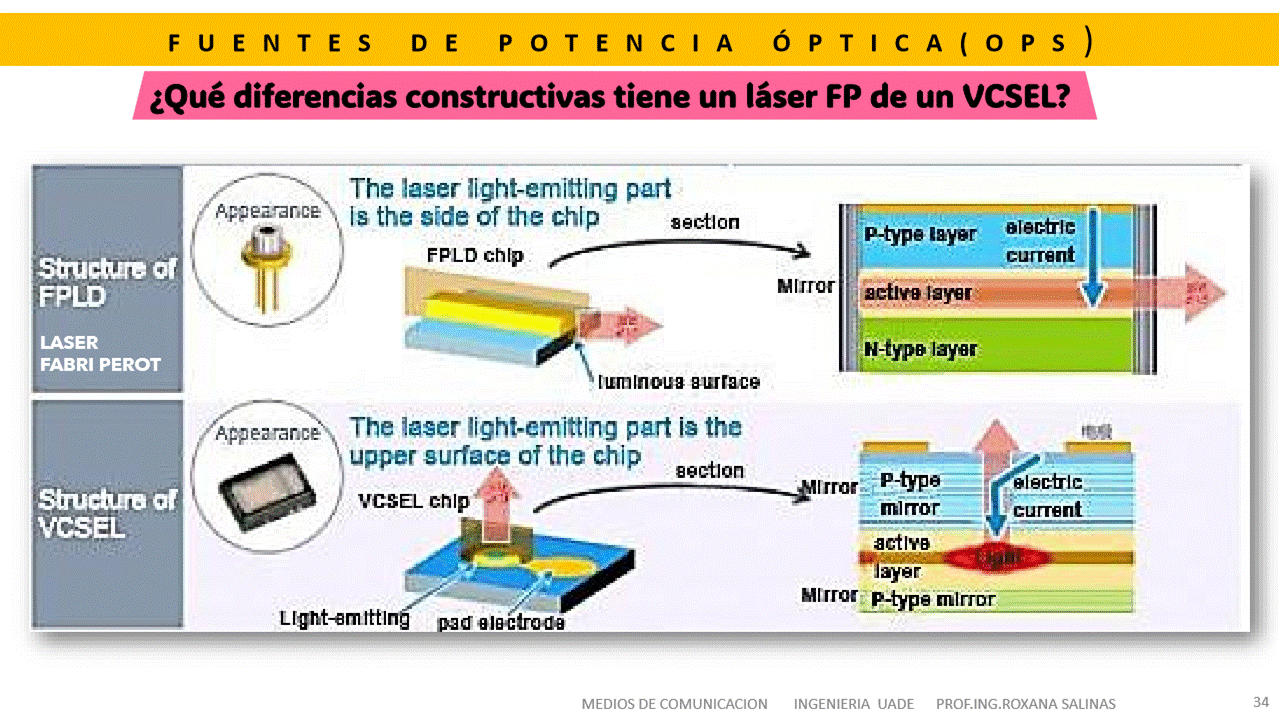 FUENTES DE POTENCIA ÓPTICA(OPS)
¿Qué diferencias constructivas tiene un láser FP de un VCSEL?
Structure of
FPLD
LASER
FABRI PEROT
Appearance
The laser light-emitting part
is the side of the chip
FPLD chip
luminous surface
section
Mirror
P-type layer
electric
current
active layer
N-type layer
Structure of
VCSEL
Appearance
The laser light-emitting part is the
upper surface of the chip
VCSEL chip
Light-emitting
pad electrode
section
Mirror
P-type
mirror
electric
current
active
layer
Light
Mirror
P-type mirror
MEDIOS DE COMUNICACION INGENIERIA UADE PROF.ING.ROXANA SALINAS
34